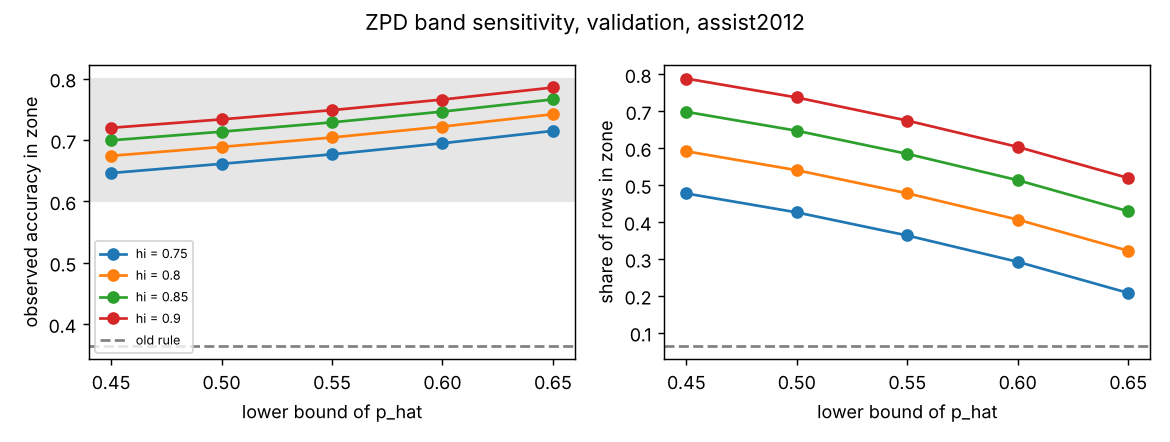 ZPD band sensitivity, validation, assist2012
observed accuracy in zone
0.8
0.7
0.6
0.5
0.4
hi = 0.75
hi = 0.8
hi = 0.85
hi = 0.9
old rule
0.45 0.50 0.55 0.60 0.65
lower bound of p_hat
share of rows in zone
0.8
0.7
0.6
0.5
0.4
0.3
0.2
0.1
0.45 0.50 0.55 0.60 0.65
lower bound of p_hat